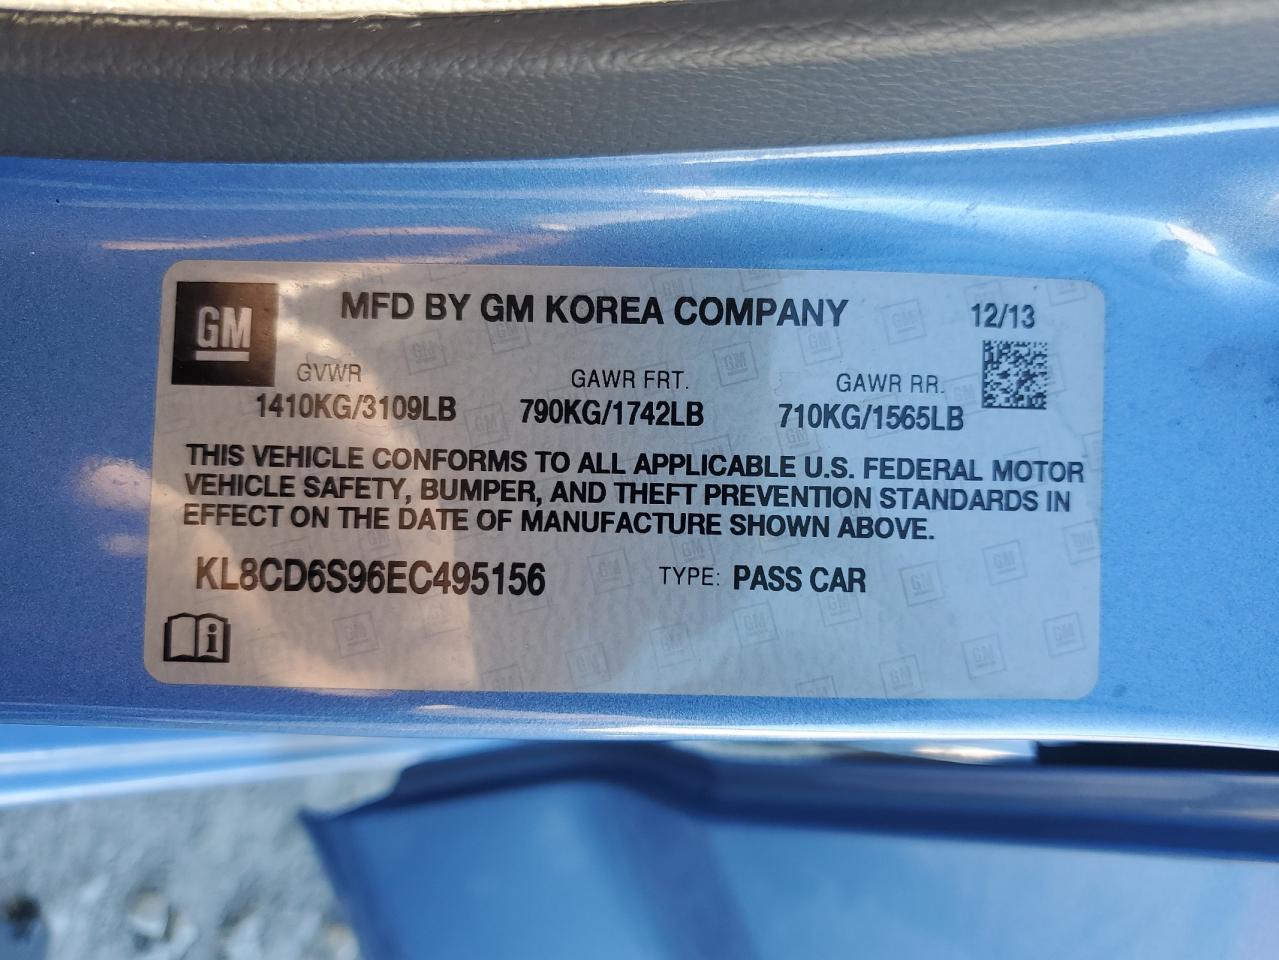 GM
MFD BY GM KOREA COMPANY
12/13
GVWR
GAWR FRT.
GAWR RR.
1410KG/3109LB
790KG/1742LB
710KG/1565LB
THIS VEHICLE CONFORMS TO ALL APPLICABLE U.S. FEDERAL MOTOR
VEHICLE SAFETY, BUMPER, AND THEFT PREVENTION STANDARDS IN
EFFECT ON THE DATE OF MANUFACTURE SHOWN ABOVE.
KL8CD6S96EC495156
TYPE: PASS CAR
i